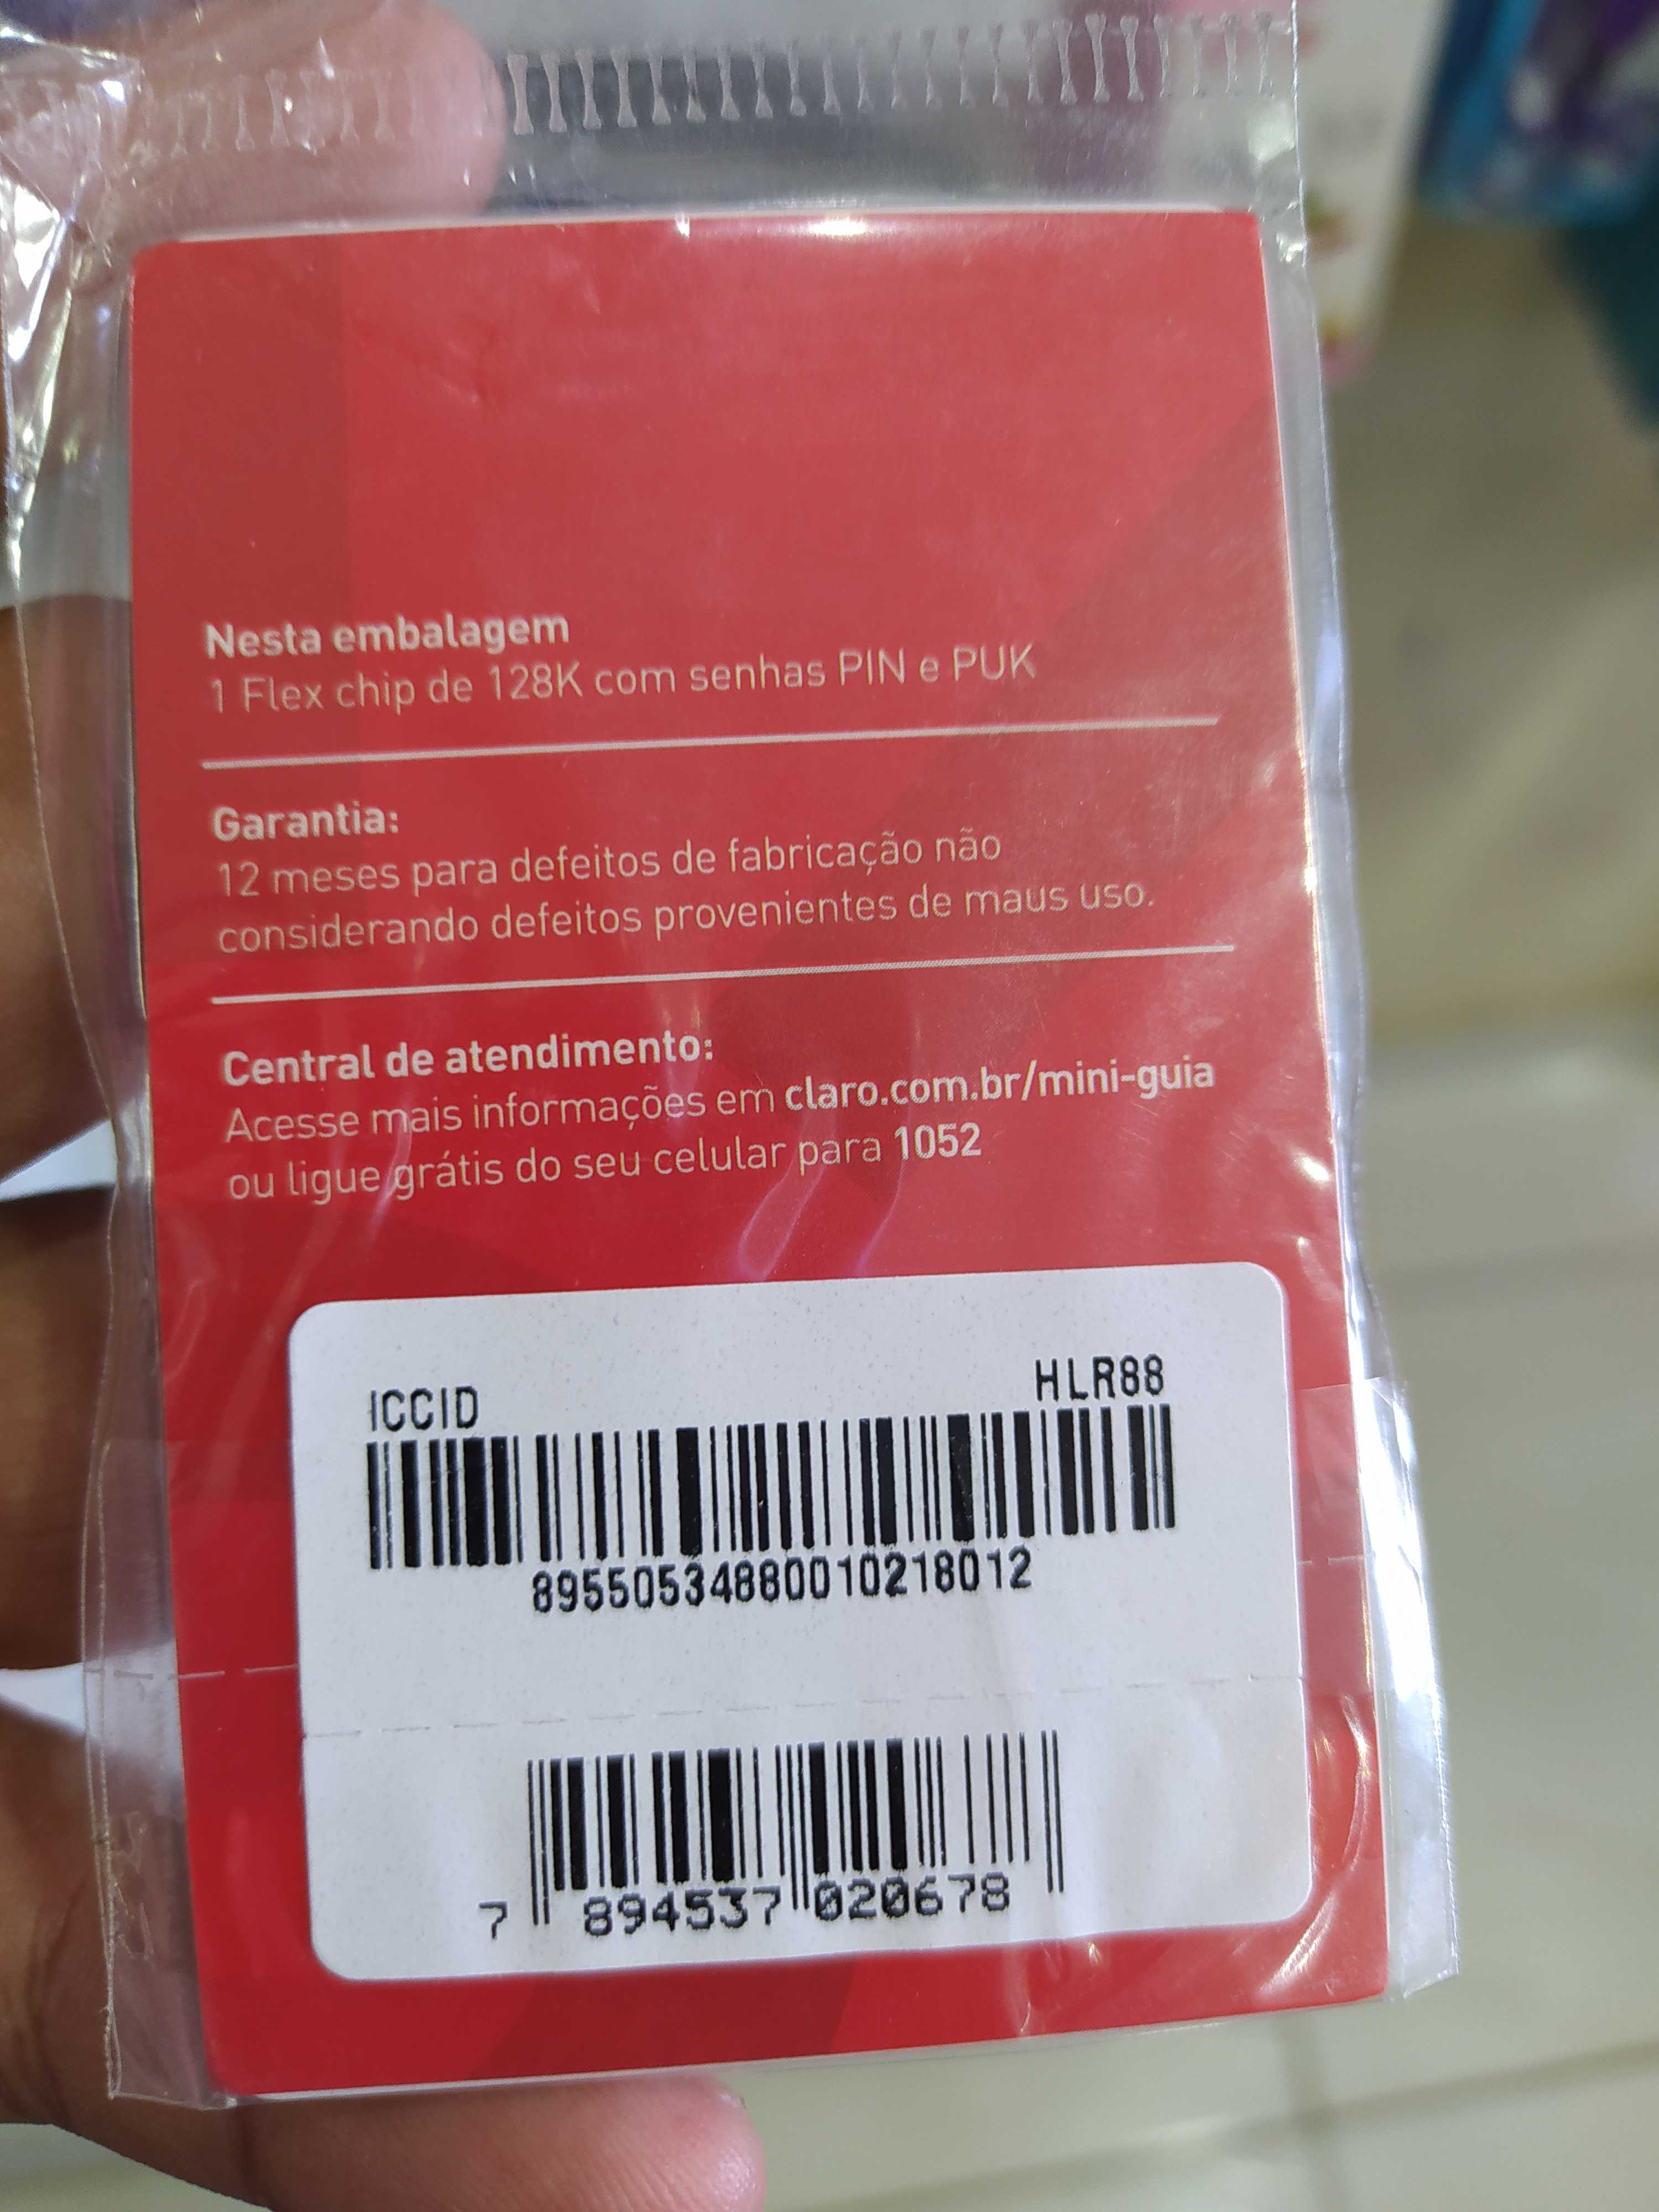 Nesta embalagem
1 Flex chip de 128K com senhas PIN e PUK
Garantia:
12 meses para defeitos de fabricação não
considerando defeitos provenientes de maus uso.
Central de atendimento:
Acesse mais informações em claro.com.br/mini-guia
ou ligue grátis do seu celular para 1052
ICCID HLR88
89550534880010218012
7 894537 020678